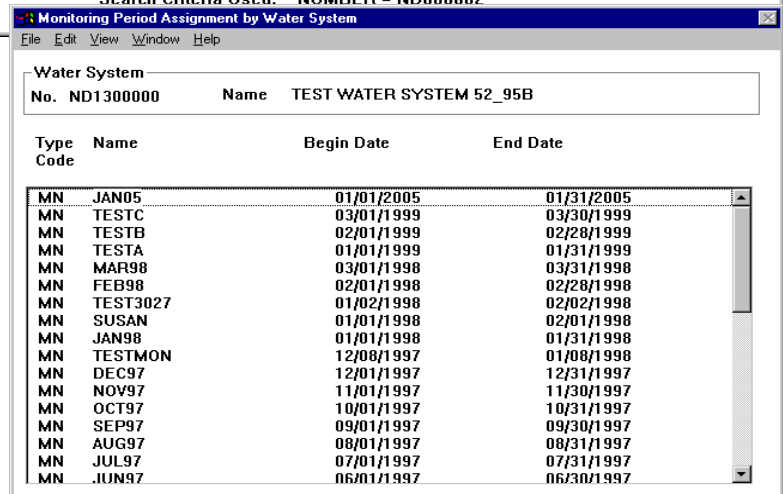 Monitoring Period Assignment by Water System
File Edit View Window Help
Water System
No. ND1300000 Name TEST WATER SYSTEM 52_95B
Type Code Name Begin Date End Date
MN JAN05 01/01/2005 01/31/2005
MN TESTC 03/01/1999 03/30/1999
MN TESTB 02/01/1999 02/28/1999
MN TESTA 01/01/1999 01/31/1999
MN MAR98 03/01/1998 03/31/1998
MN FEB98 02/01/1998 02/28/1998
MN TEST3027 01/02/1998 02/02/1998
MN SUSAN 01/01/1998 02/01/1998
MN JAN98 01/01/1998 01/31/1998
MN TESTMON 12/08/1997 01/08/1998
MN DEC97 12/01/1997 12/31/1997
MN NOV97 11/01/1997 11/30/1997
MN OCT97 10/01/1997 10/31/1997
MN SEP97 09/01/1997 09/30/1997
MN AUG97 08/01/1997 08/31/1997
MN JUL97 07/01/1997 07/31/1997
MN JUN97 06/01/1997 06/30/1997